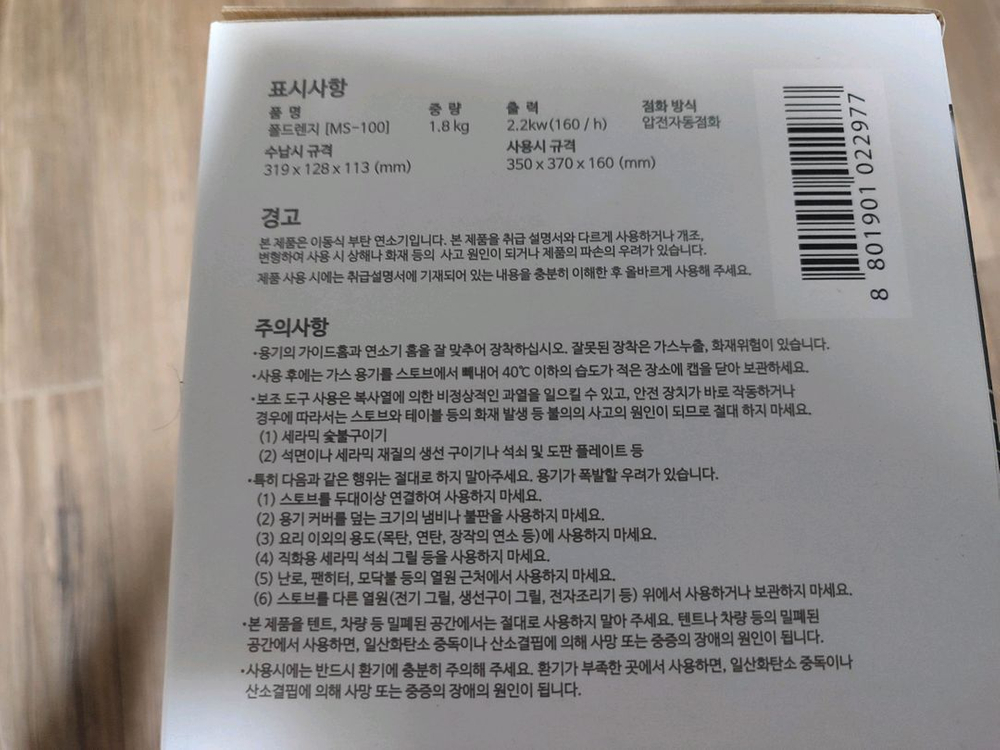 표시사항
품 명 중 량 출 력 점화 방식
폴드렌지 [MS-100] 1.8 kg 2.2kw(160 / h) 압전자동점화
수납시 규격 사용시 규격
319 x 128 x 113 (mm) 350 x 370 x 160 (mm)
8 801901 022977
경고
본 제품은 이동식 부탄 연소기입니다. 본 제품을 취급 설명서와 다르게 사용하거나 개조,
변형하여 사용 시 상해나 화재 등의 사고 원인이 되거나 제품의 파손의 우려가 있습니다.
제품 사용 시에는 취급설명서에 기재되어 있는 내용을 충분히 이해한 후 올바르게 사용해 주세요.
주의사항
·용기의 가이드홈과 연소기 홈을 잘 맞추어 장착하십시오. 잘못된 장착은 가스누출, 화재위험이 있습니다.
·사용 후에는 가스 용기를 스토브에서 빼내어 40℃ 이하의 습도가 적은 장소에 캡을 닫아 보관하세요.
·보조 도구 사용은 복사열에 의한 비정상적인 과열을 일으킬 수 있고, 안전 장치가 바로 작동하거나
경우에 따라서는 스토브와 테이블 등의 화재 발생 등 불의의 사고의 원인이 되므로 절대 하지 마세요.
(1) 세라믹 숯불구이기
(2) 석면이나 세라믹 재질의 생선 구이기나 석쇠 및 도판 플레이트 등
·특히 다음과 같은 행위는 절대로 하지 말아주세요. 용기가 폭발할 우려가 있습니다.
(1) 스토브를 두대이상 연결하여 사용하지 마세요.
(2) 용기 커버를 덮는 크기의 냄비나 불판을 사용하지 마세요.
(3) 요리 이외의 용도(목탄, 연탄, 장작의 연소 등)에 사용하지 마세요.
(4) 직화용 세라믹 석쇠 그릴 등을 사용하지 마세요.
(5) 난로, 팬히터, 모닥불 등의 열원 근처에서 사용하지 마세요.
(6) 스토브를 다른 열원(전기 그릴, 생선구이 그릴, 전자조리기 등) 위에서 사용하거나 보관하지 마세요.
·본 제품을 텐트, 차량 등 밀폐된 공간에서는 절대로 사용하지 말아 주세요. 텐트나 차량 등의 밀폐된
공간에서 사용하면, 일산화탄소 중독이나 산소결핍에 의해 사망 또는 중증의 장애의 원인이 됩니다.
·사용시에는 반드시 환기에 충분히 주의해 주세요. 환기가 부족한 곳에서 사용하면, 일산화탄소 중독이나
산소결핍에 의해 사망 또는 중증의 장애의 원인이 됩니다.